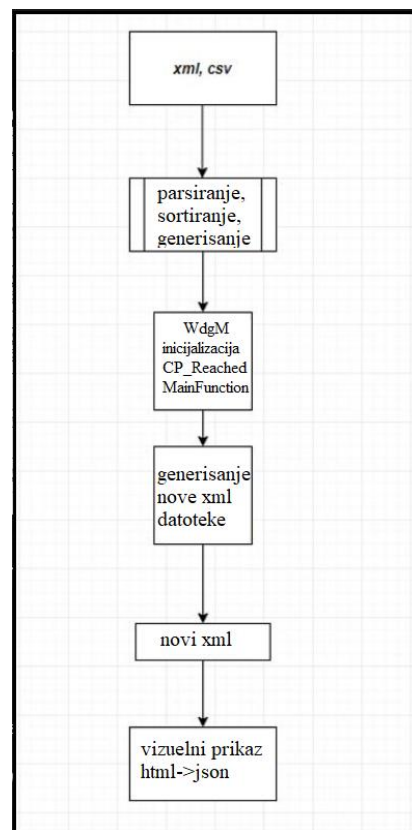 xml, csv
parsiranje,
sortiranje,
generisanje
WdgM
inicijalizacija
CP_Reached
MainFunction
generisanje
nove xml
datoteke
novi xml
vizuelni prikaz
html->json